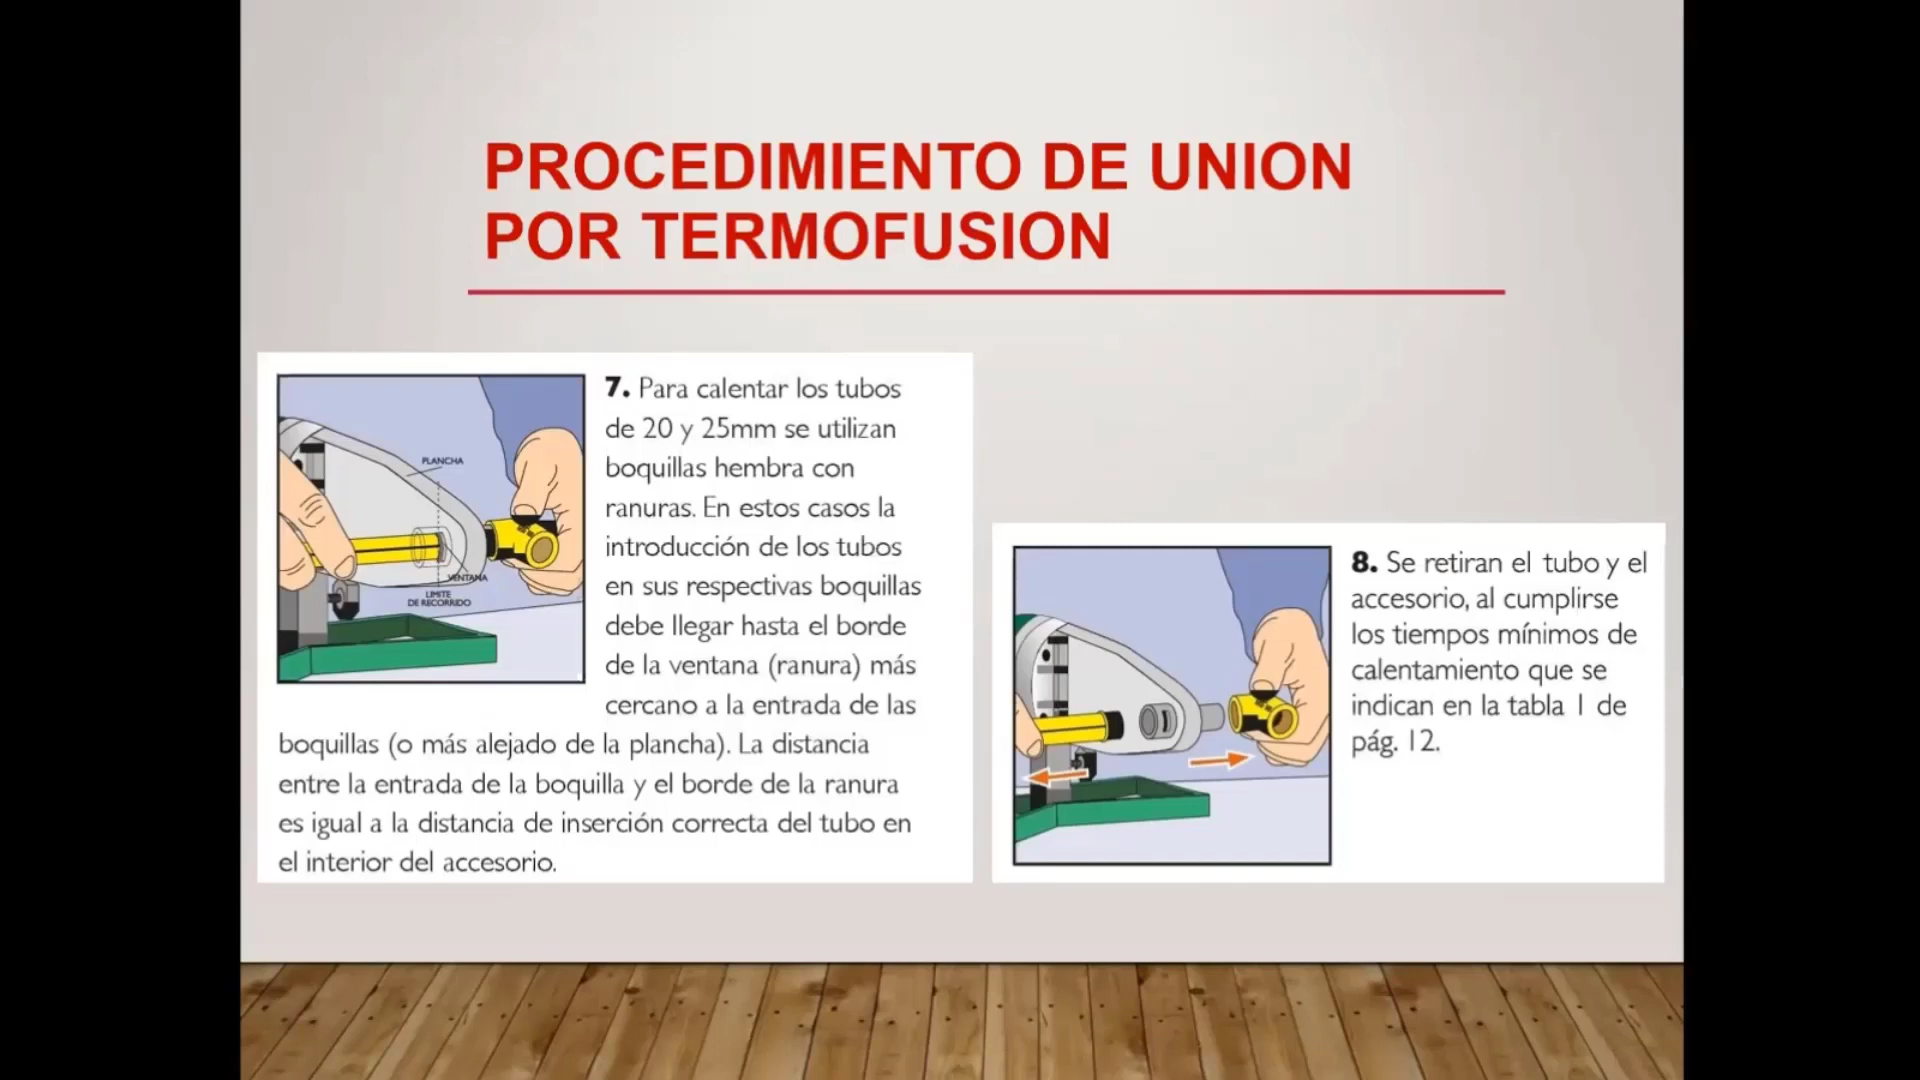 PROCEDIMIENTO DE UNION
POR TERMOFUSION
PLANCHA
VENTANA
LIMITE
DE RECORRIDO
7. Para calentar los tubos
de 20 y 25mm se utilizan
boquillas hembra con
ranuras. En estos casos la
introducción de los tubos
en sus respectivas boquillas
debe llegar hasta el borde
de la ventana (ranura) más
cercano a la entrada de las
boquillas (o más alejado de la plancha). La distancia
entre la entrada de la boquilla y el borde de la ranura
es igual a la distancia de inserción correcta del tubo en
el interior del accesorio.
8. Se retiran el tubo y el
accesorio, al cumplirse
los tiempos mínimos de
calentamiento que se
indican en la tabla 1 de
pág. 12.